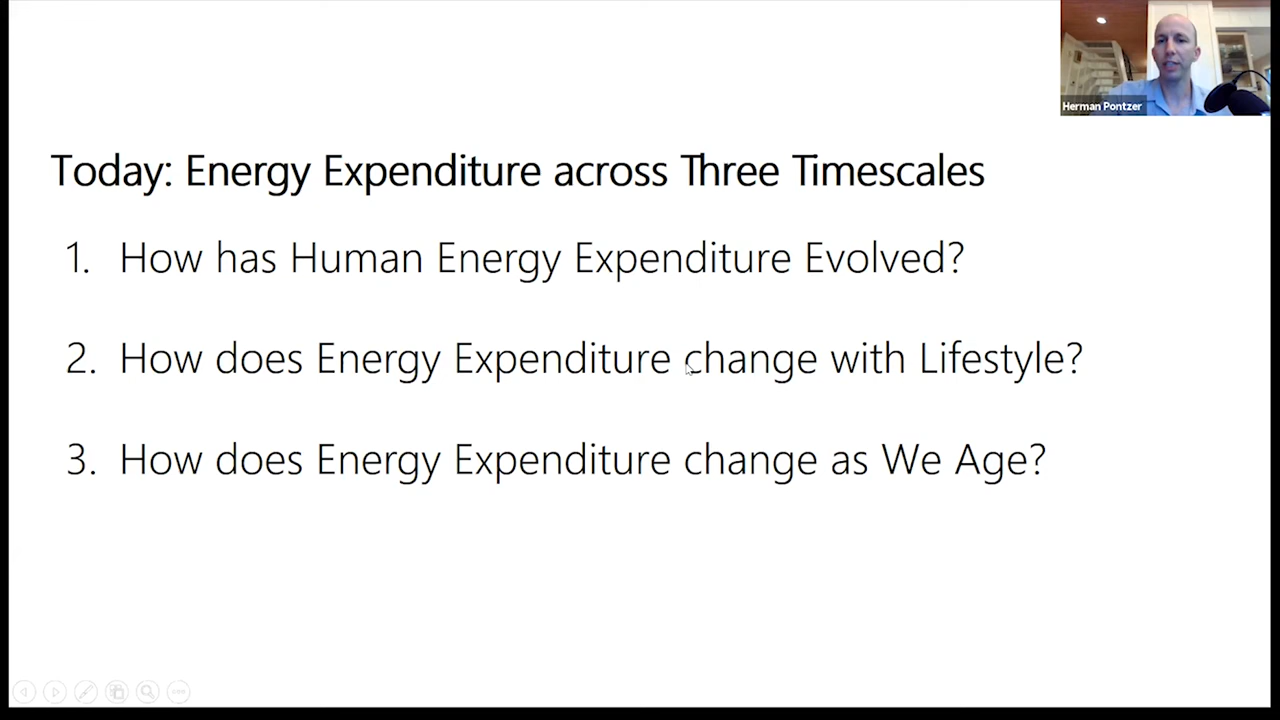 Herman Pontzer
Today: Energy Expenditure across Three Timescales
1. How has Human Energy Expenditure Evolved?
2. How does Energy Expenditure change with Lifestyle?
3. How does Energy Expenditure change as We Age?